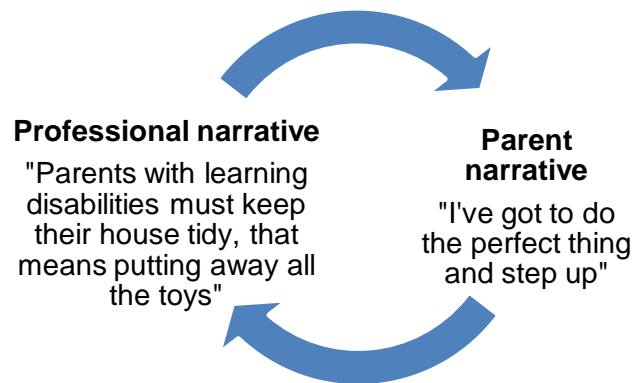 Professional narrative
"Parents with learning
disabilities must keep
their house tidy, that
means putting away all
the toys"
Parent
narrative
"I've got to do
the perfect thing
and step up"